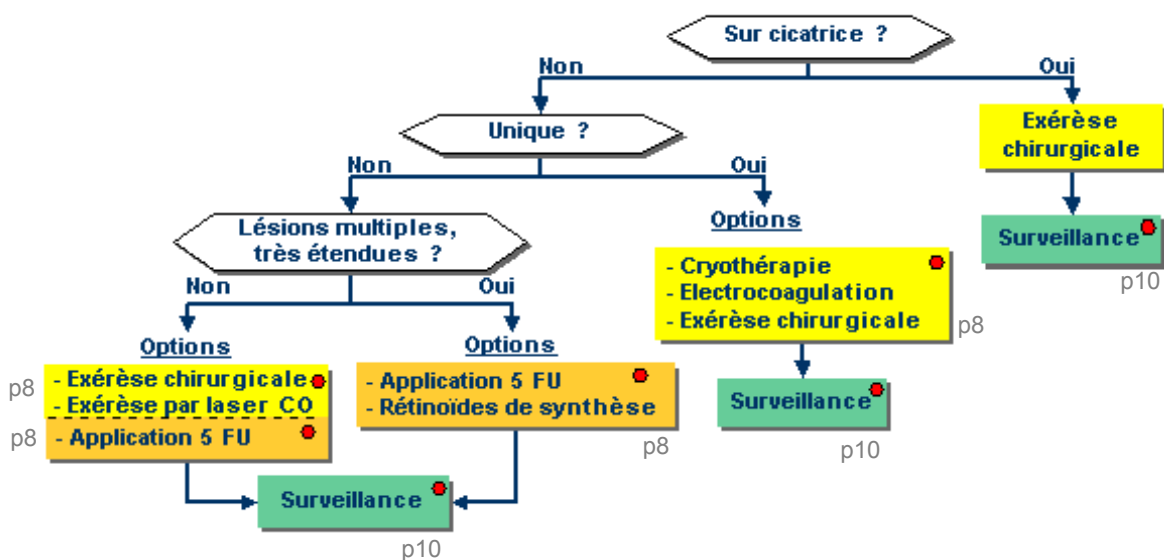 Sur cicatrice ?
Non
Oui
Unique ?
Exérèse
chirurgicale
Non
Oui
Lésions multiples,
très étendues ?
Options
Surveillance
p10
Non
Oui
- Cryothérapie
- Electrocoagulation
- Exérèse chirurgicale
p8
Options
Options
p8
- Exérèse chirurgicale
- Exérèse par laser CO
p8
- Application 5 FU
- Application 5 FU
- Rétinoïdes de synthèse
p8
Surveillance
p10
Surveillance
p10